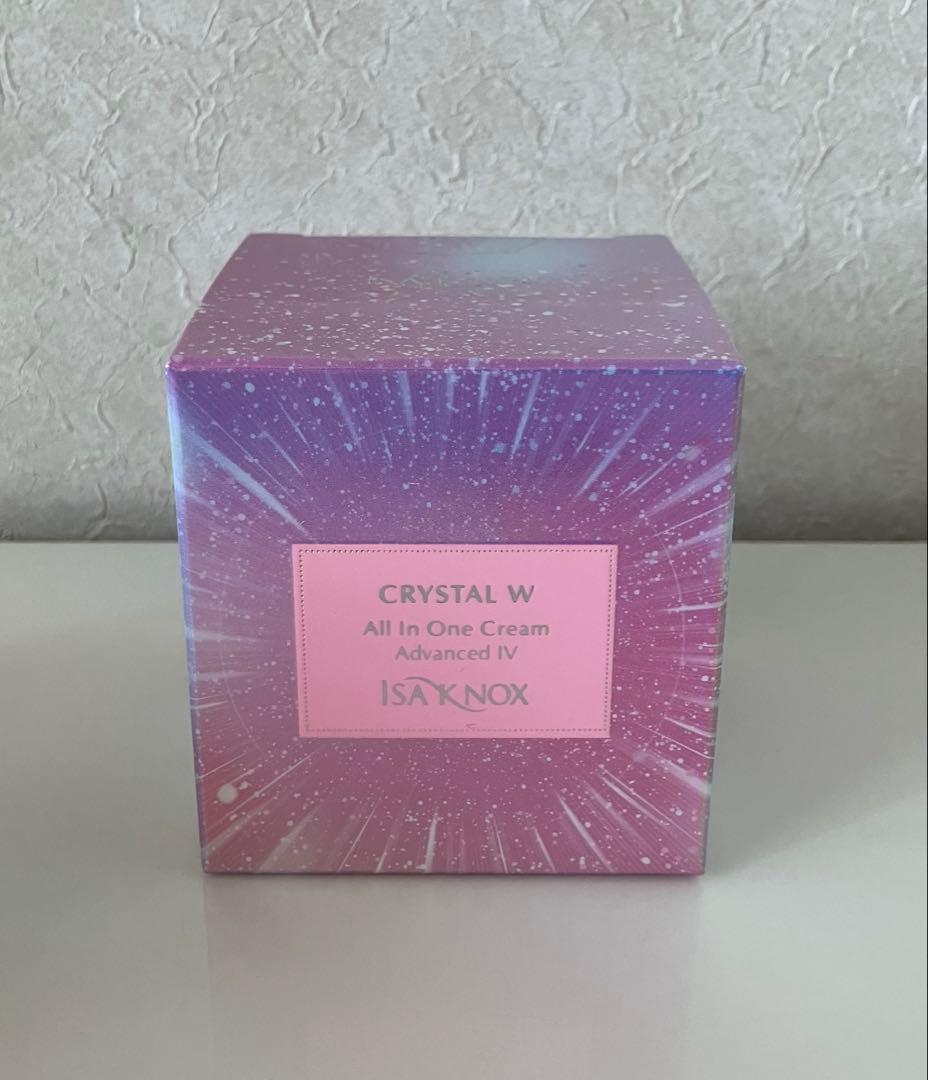 CRYSTAL W
All In One Cream
Advanced IV
ISA KNOX